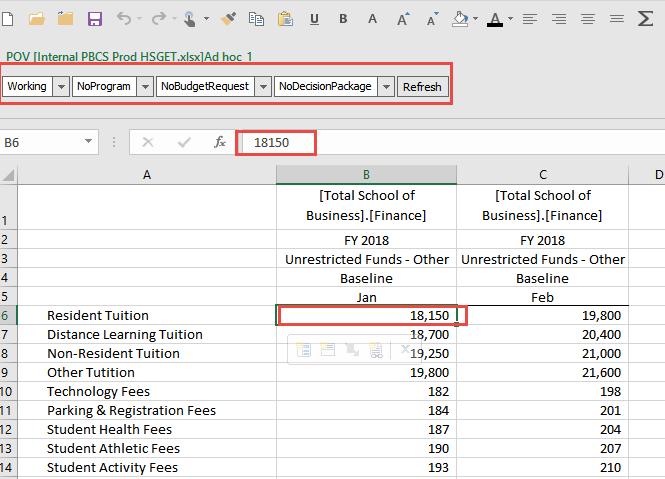 U B A A A A
POV [Internal PBCS Prod HSGET.xlsx]Ad hoc 1
Working NoProgram NoBudgetRequest NoDecisionPackage Refresh
B6 fx 18150
A B C D
1 [Total School of Business].[Finance] [Total School of Business].[Finance]
2 FY 2018 FY 2018
3 Unrestricted Funds - Other Unrestricted Funds - Other
4 Baseline Baseline
5 Jan Feb
6 Resident Tuition 18,150 19,800
7 Distance Learning Tuition 18,700 20,400
8 Non-Resident Tuition 19,250 21,000
9 Other Tutition 19,800 21,600
10 Technology Fees 182 198
11 Parking & Registration Fees 184 201
12 Student Health Fees 187 204
13 Student Athletic Fees 190 207
14 Student Activity Fees 193 210